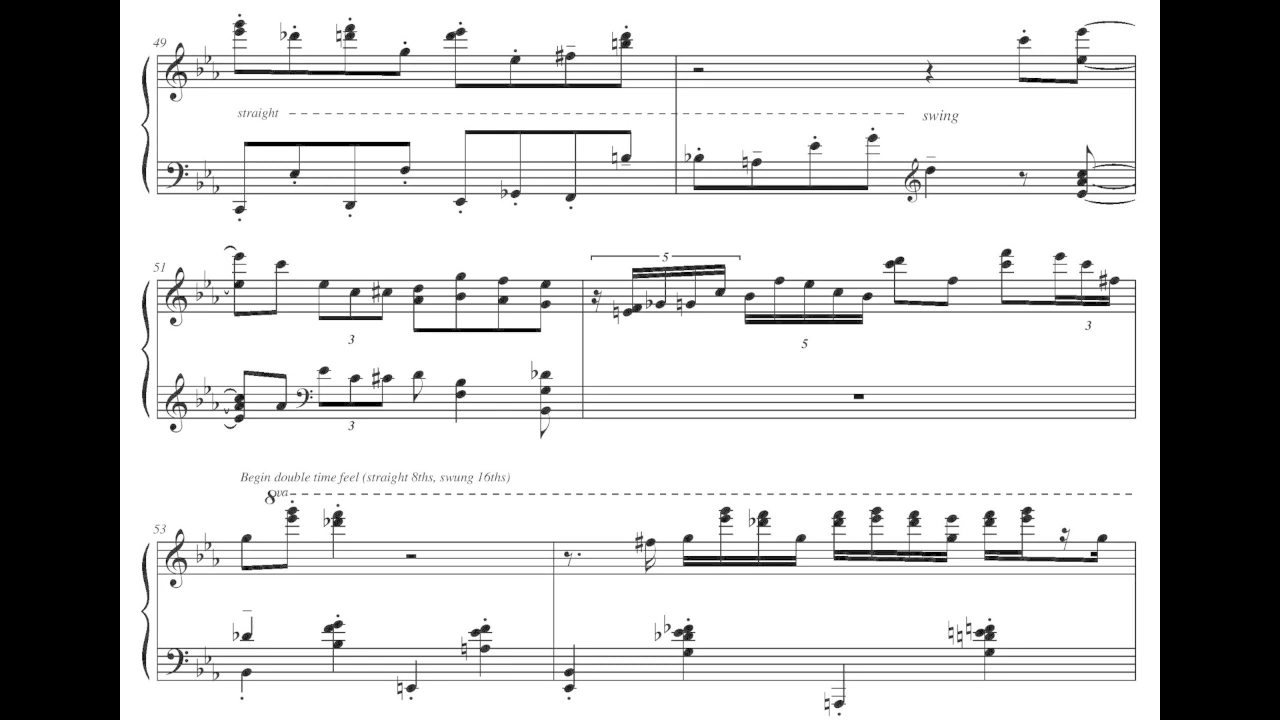 49
straight
swing
51
3
3
5
5
3
Begin double time feel (straight 8ths, swung 16ths)
8va
53